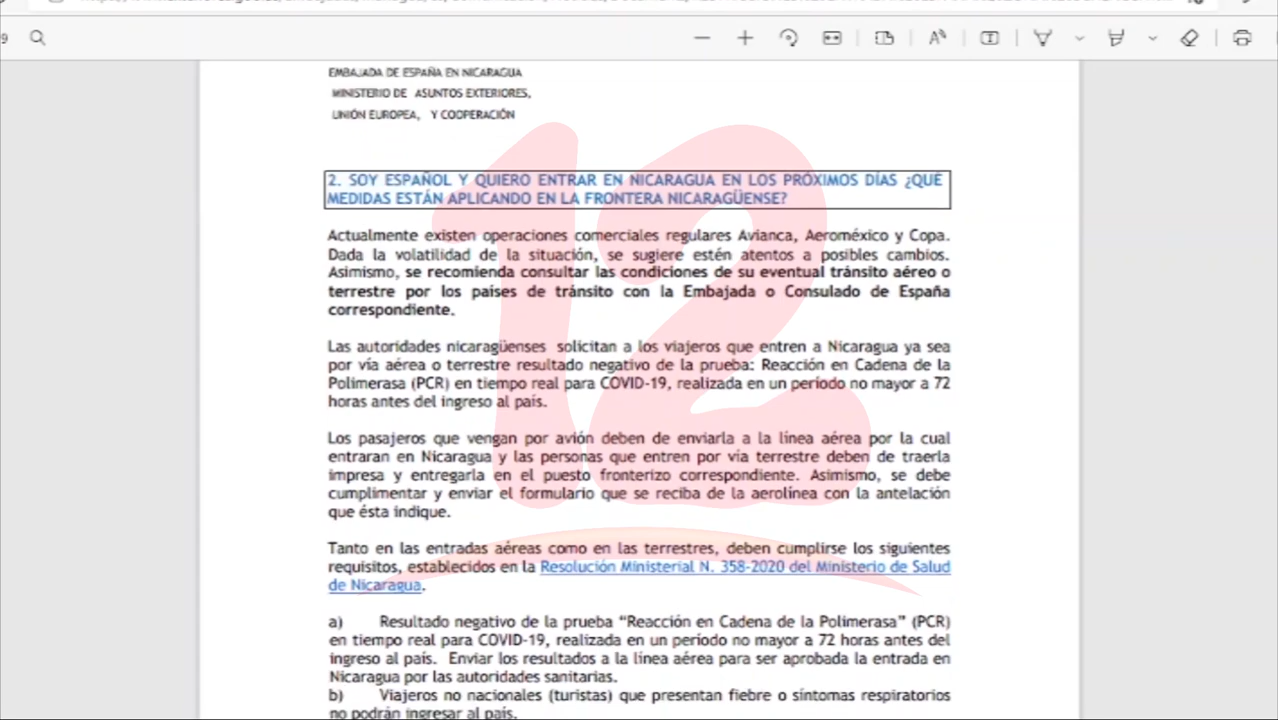 9
EMBAJADA DE ESPAÑA EN NICARAGUA
MINISTERIO DE ASUNTOS EXTERIORES,
UNIÓN EUROPEA, Y COOPERACIÓN
12
2. SOY ESPAÑOL Y QUIERO ENTRAR EN NICARAGUA EN LOS PRÓXIMOS DÍAS ¿QUÉ
MEDIDAS ESTÁN APLICANDO EN LA FRONTERA NICARAGÜENSE?
Actualmente existen operaciones comerciales regulares Avianca, Aeroméxico y Copa.
Dada la volatilidad de la situación, se sugiere estén atentos a posibles cambios.
Asimismo, se recomienda consultar las condiciones de su eventual tránsito aéreo o
terrestre por los países de tránsito con la Embajada o Consulado de España
correspondiente.
Las autoridades nicaragüenses solicitan a los viajeros que entren a Nicaragua ya sea
por vía aérea o terrestre resultado negativo de la prueba: Reacción en Cadena de la
Polimerasa (PCR) en tiempo real para COVID-19, realizada en un período no mayor a 72
horas antes del ingreso al país.
Los pasajeros que vengan por avión deben de enviarla a la línea aérea por la cual
entraran en Nicaragua y las personas que entren por vía terrestre deben de traerla
impresa y entregarla en el puesto fronterizo correspondiente. Asimismo, se debe
cumplimentar y enviar el formulario que se reciba de la aerolínea con la antelación
que ésta indique.
Tanto en las entradas aéreas como en las terrestres, deben cumplirse los siguientes
requisitos, establecidos en la Resolución Ministerial N. 358-2020 del Ministerio de Salud
de Nicaragua.
a) Resultado negativo de la prueba “Reacción en Cadena de la Polimerasa” (PCR)
en tiempo real para COVID-19, realizada en un período no mayor a 72 horas antes del
ingreso al país. Enviar los resultados a la línea aérea para ser aprobada la entrada en
Nicaragua por las autoridades sanitarias.
b) Viajeros no nacionales (turistas) que presentan fiebre o síntomas respiratorios
no podrán ingresar al país.